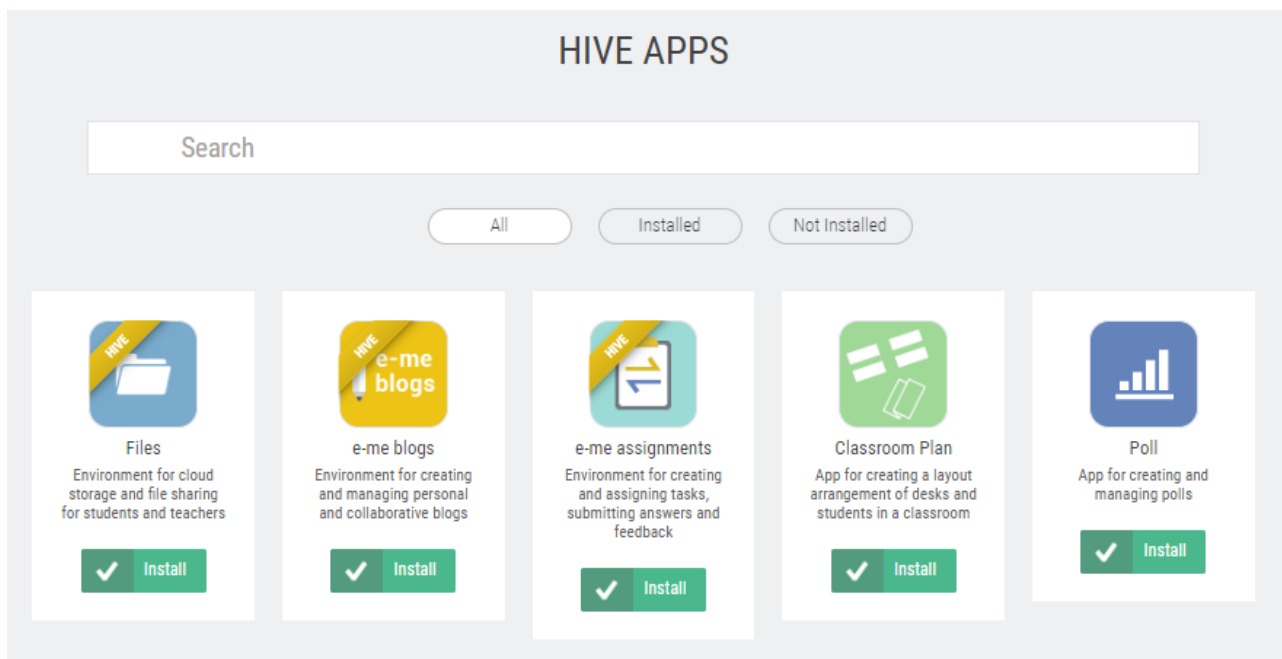 HIVE APPS
Search
All
Installed
Not Installed
HIVE
Files
Environment for cloud
storage and file sharing
for students and teachers
Install
HIVE
e-me
blogs
e-me blogs
Environment for creating
and managing personal
and collaborative blogs
Install
HIVE
e-me assignments
Environment for creating
and assigning tasks,
submitting answers and
feedback
Install
Classroom Plan
App for creating a layout
arrangement of desks and
students in a classroom
Install
Poll
App for creating and
managing polls
Install